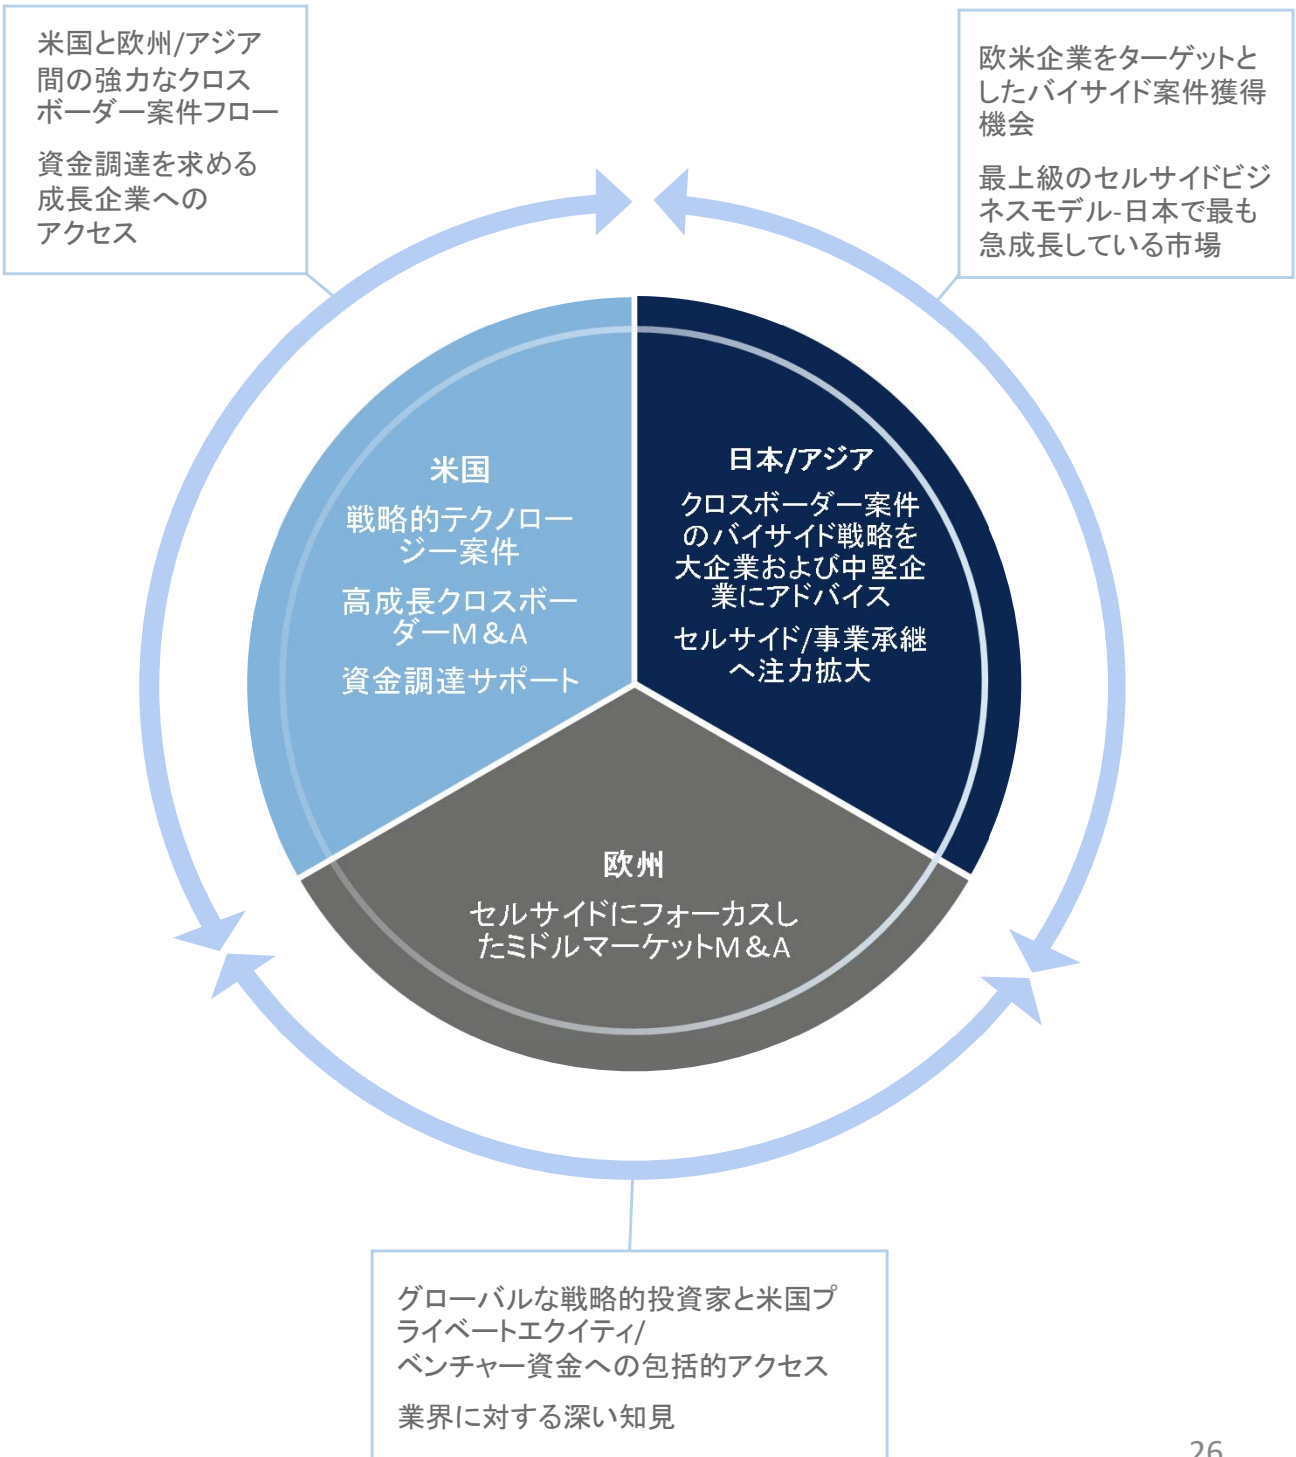 米国と欧州/アジア
間の強力なクロス
ボーダー案件フロー
資金調達を求める
成長企業への
アクセス
欧米企業をターゲットと
したバイサイド案件獲得
機会
最上級のセルサイドビジ
ネスモデル-日本で最も
急成長している市場
米国
戦略的テクノロー
ジー案件
高成長クロスボー
ダーM＆A
資金調達サポート
日本/アジア
クロスボーダー案件
のバイサイド戦略を
大企業および中堅企
業にアドバイス
セルサイド/事業承継
へ注力拡大
欧州
セルサイドにフォーカスし
たミドルマーケットM＆A
グローバルな戦略的投資家と米国プ
ライベートエクイティ/
ベンチャー資金への包括的アクセス
業界に対する深い知見
26